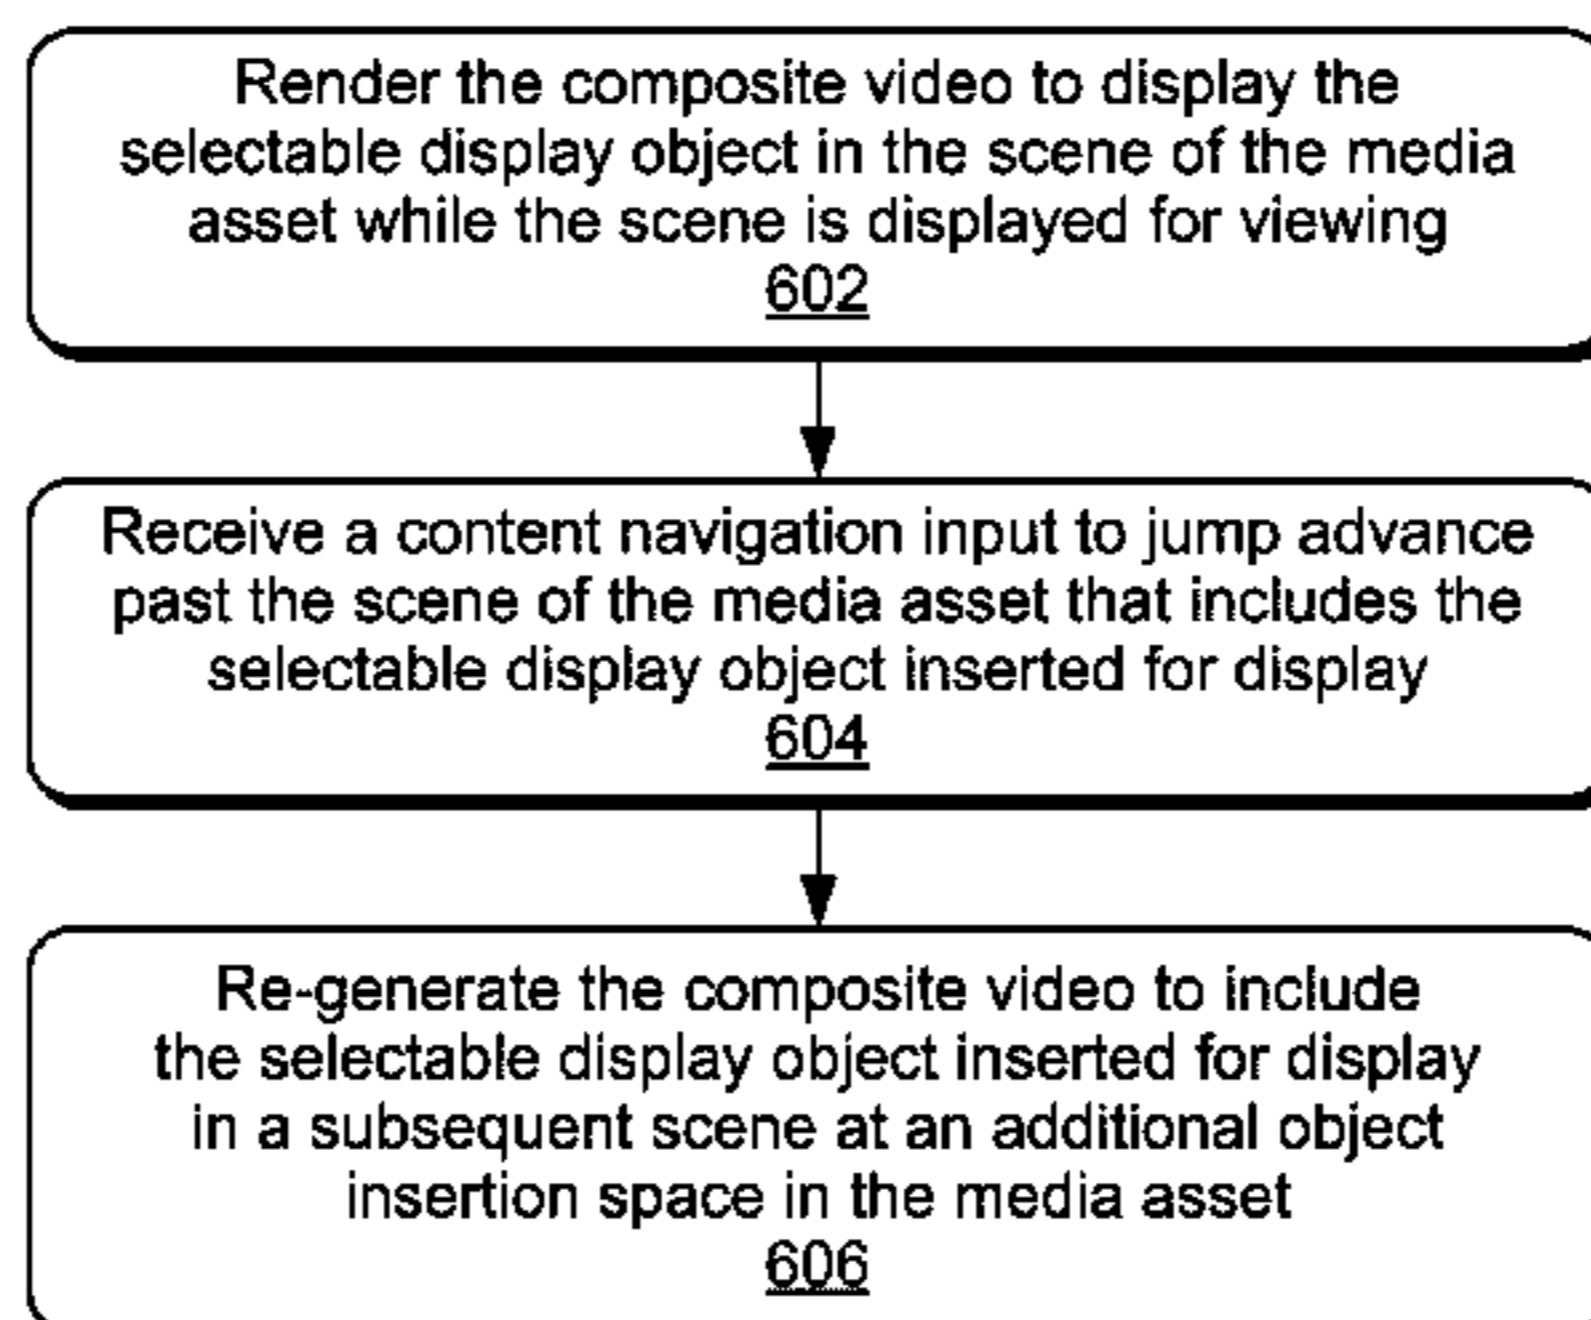 Render the composite video to display the
selectable display object in the scene of the media
asset while the scene is displayed for viewing
602
Receive a content navigation input to jump advance
past the scene of the media asset that includes the
selectable display object inserted for display
604
Re-generate the composite video to include
the selectable display object inserted for display
in a subsequent scene at an additional object
insertion space in the media asset
606